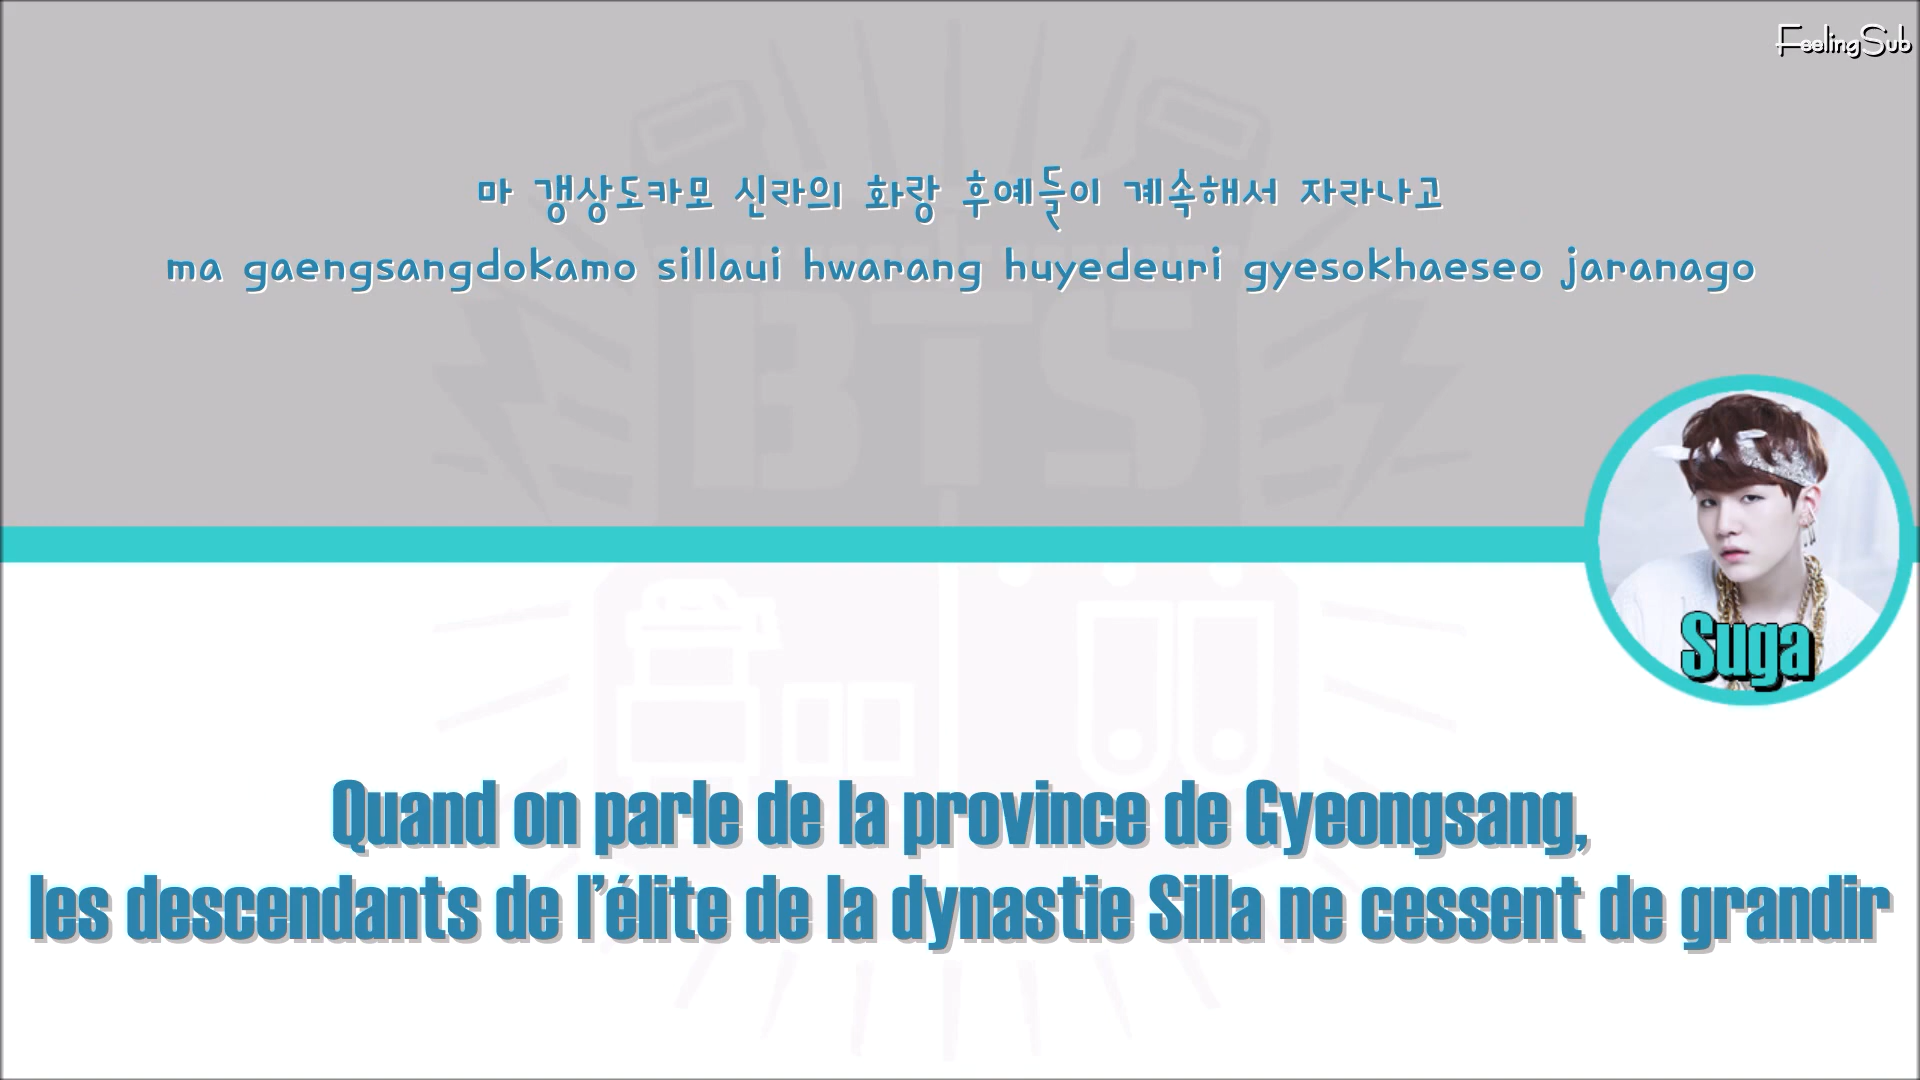 FeelingSub
마 갱상도카모 신라의 화랑 후예들이 계속해서 자라나고
ma gaengsangdokamo sillaui hwarang huyedeuri gyesokhaeseo jaranago
BTS
Suga
Quand on parle de la province de Gyeongsang,
les descendants de l'élite de la dynastie Silla ne cessent de grandir